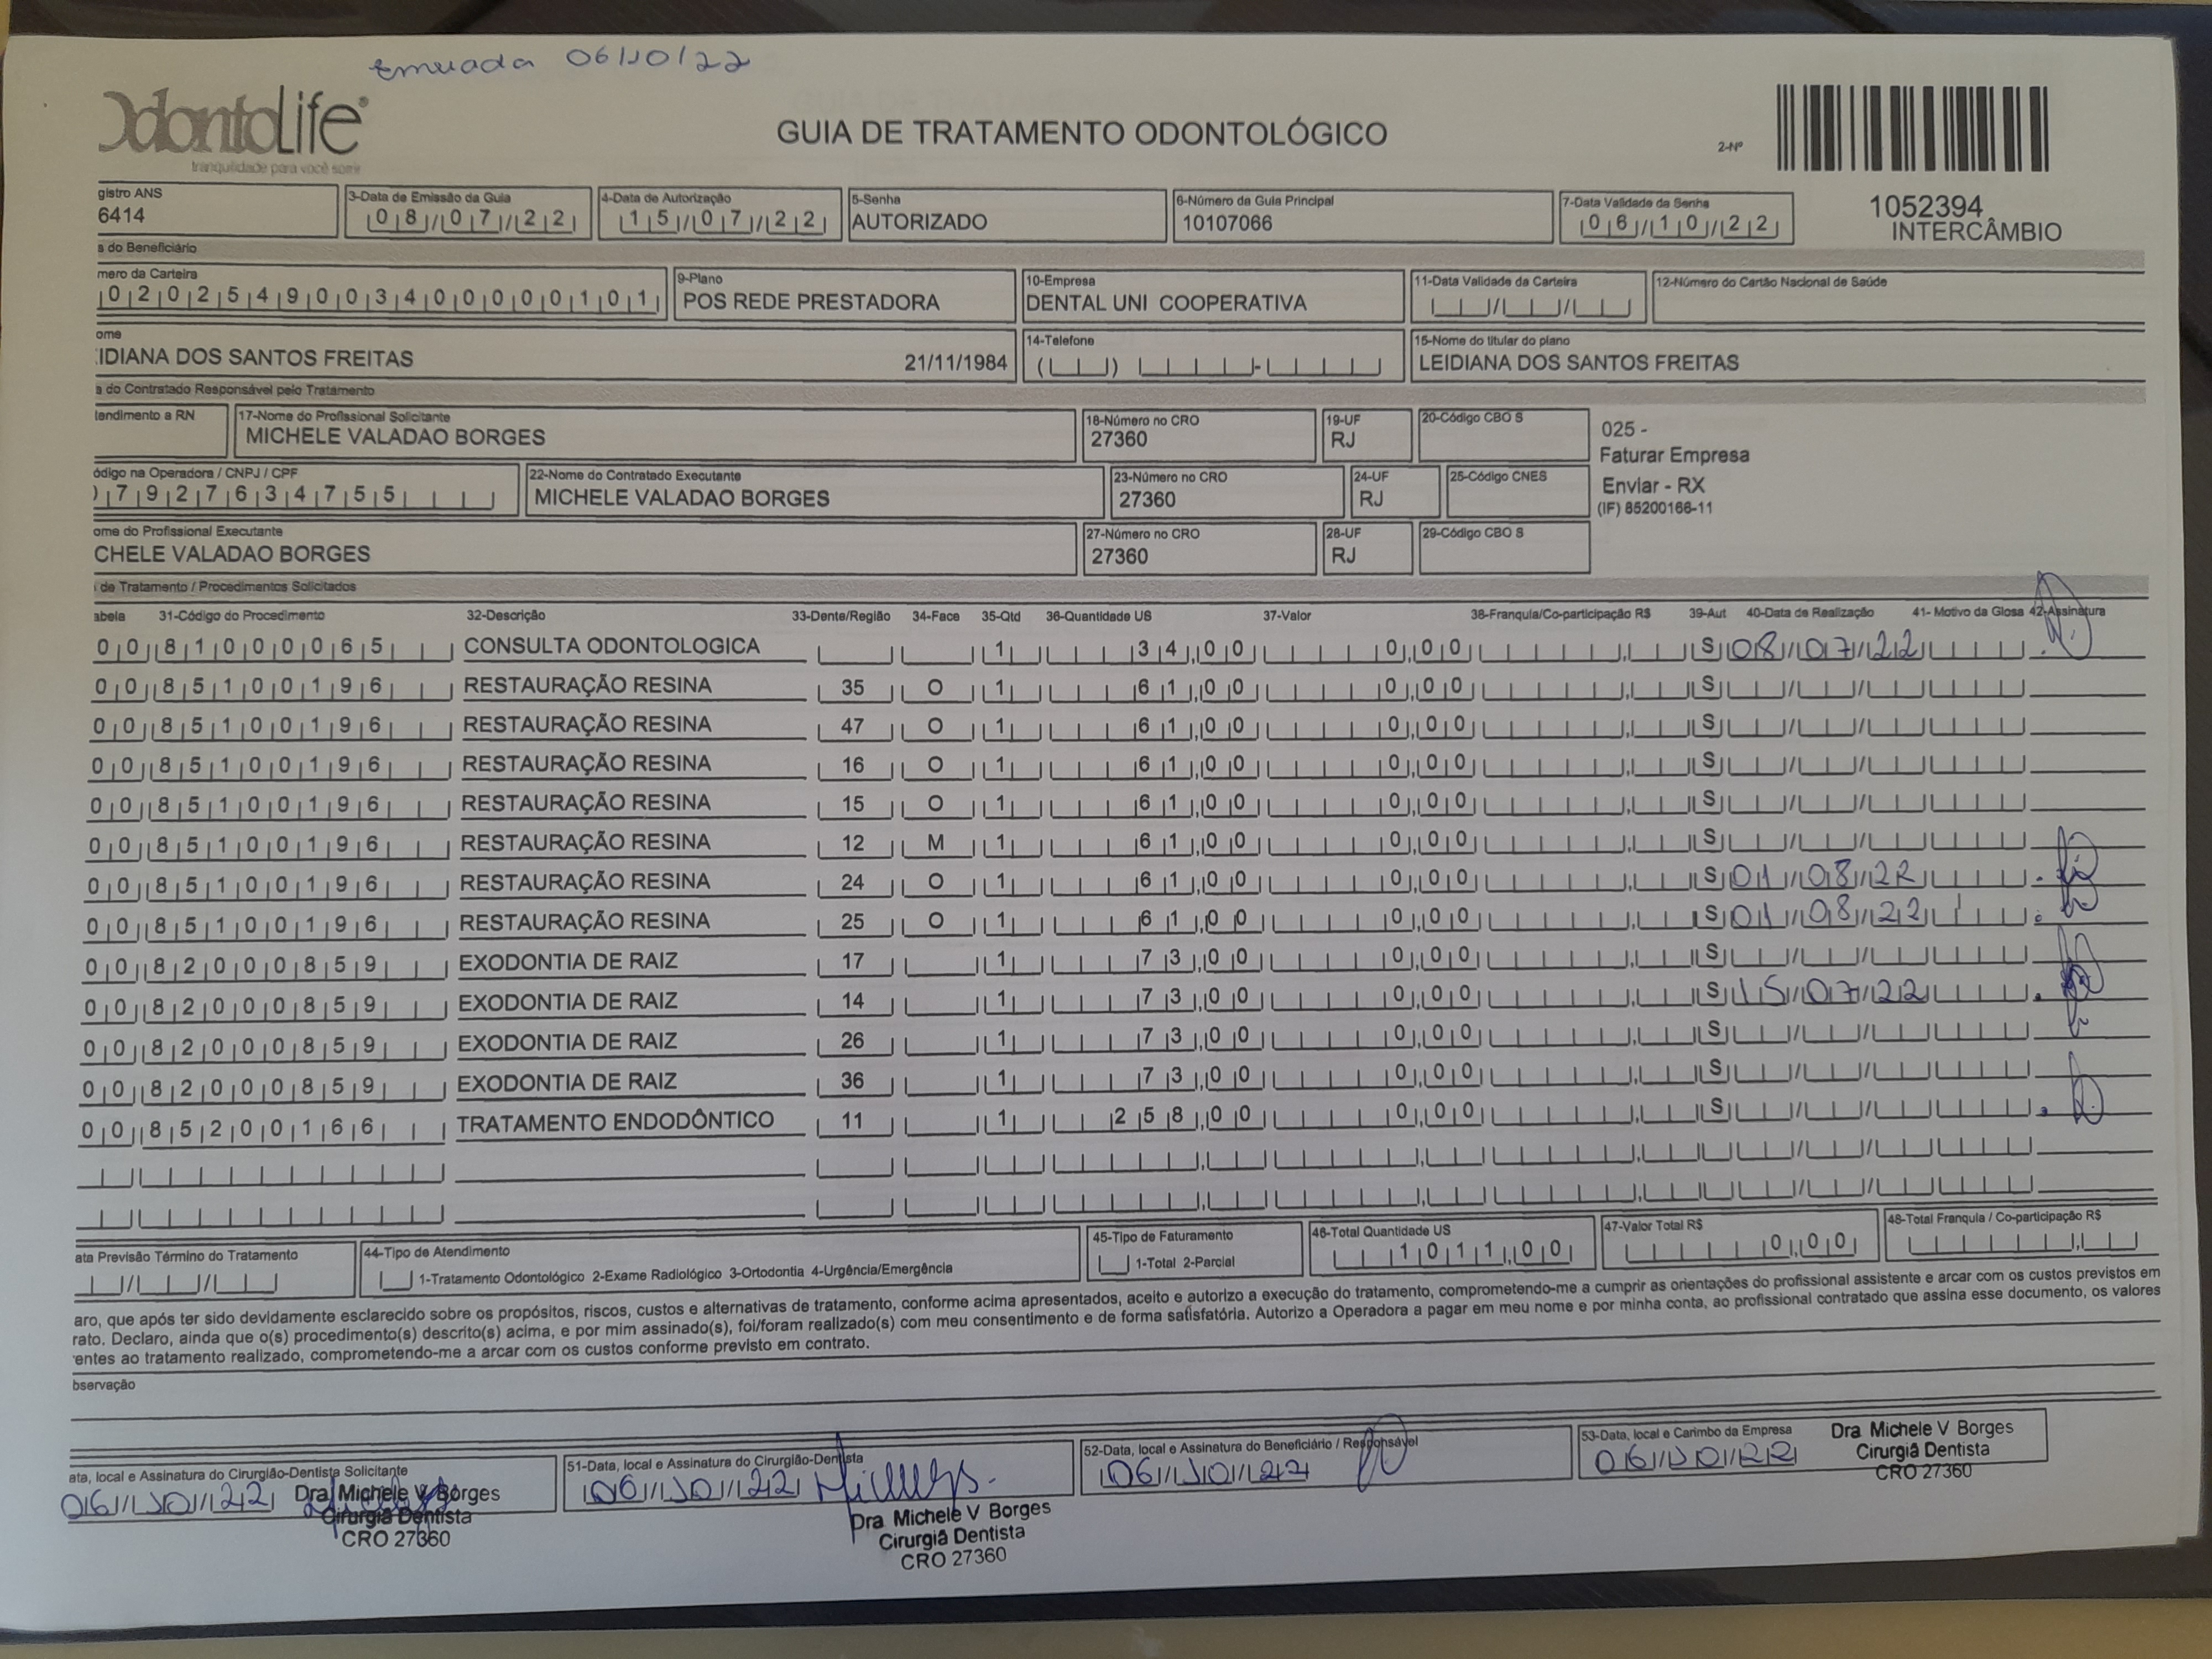 06/10/22
OdontoLife®
tranquilidade para você sorrir
GUIA DE TRATAMENTO ODONTOLÓGICO
2-Nº
1052394
INTERCÂMBIO
gistro ANS
6414
3-Data de Emissão da Guia
08/07/22
4-Data de Autorização
15/07/22
5-Senha
AUTORIZADO
6-Número da Guia Principal
10107066
7-Data Validade da Senha
06/10/22
s do Beneficiário
mero da Carteira
02025490034000000101
9-Plano
POS REDE PRESTADORA
10-Empresa
DENTAL UNI COOPERATIVA
11-Data Validade da Carteira
12-Número do Cartão Nacional de Saúde
ome
IDIANA DOS SANTOS FREITAS 21/11/1984
14-Telefone
15-Nome do titular do plano
LEIDIANA DOS SANTOS FREITAS
s do Contratado Responsável pelo Tratamento
tendimento a RN
17-Nome do Profissional Solicitante
MICHELE VALADAO BORGES
18-Número no CRO
27360
19-UF
RJ
20-Código CBO S
025 -
Faturar Empresa
Enviar - RX
(IF) 85200166-11
ódigo na Operadora / CNPJ / CPF
7927634755
22-Nome do Contratado Executante
MICHELE VALADAO BORGES
23-Número no CRO
27360
24-UF
RJ
25-Código CNES
ome do Profissional Executante
CHELE VALADAO BORGES
27-Número no CRO
27360
28-UF
RJ
29-Código CBO S
de Tratamento / Procedimentos Solicitados
abela 31-Código do Procedimento 32-Descrição 33-Dente/Região 34-Face 35-Qtd 36-Quantidade US 37-Valor 38-Franquia/Co-participação R$ 39-Aut 40-Data de Realização 41- Motivo da Glosa 42-Assinatura
00 81000065 CONSULTA ODONTOLOGICA 1 34,00 0,00 S 08/07/22
00 85100196 RESTAURAÇÃO RESINA 35 O 1 61,00 0,00 S
00 85100196 RESTAURAÇÃO RESINA 47 O 1 61,00 0,00 S
00 85100196 RESTAURAÇÃO RESINA 16 O 1 61,00 0,00 S
00 85100196 RESTAURAÇÃO RESINA 15 O 1 61,00 0,00 S
00 85100196 RESTAURAÇÃO RESINA 12 M 1 61,00 0,00 S
00 85100196 RESTAURAÇÃO RESINA 24 O 1 61,00 0,00 S 01/08/22
00 85100196 RESTAURAÇÃO RESINA 25 O 1 61,00 0,00 S 01/08/22
00 82000859 EXODONTIA DE RAIZ 17 1 73,00 0,00 S
00 82000859 EXODONTIA DE RAIZ 14 1 73,00 0,00 S 15/07/22
00 82000859 EXODONTIA DE RAIZ 26 1 73,00 0,00 S
00 82000859 EXODONTIA DE RAIZ 36 1 73,00 0,00 S
00 85200166 TRATAMENTO ENDODÔNTICO 11 1 258,00 0,00 S
ata Previsão Término do Tratamento
44-Tipo de Atendimento
1-Tratamento Odontológico 2-Exame Radiológico 3-Ortodontia 4-Urgência/Emergência
45-Tipo de Faturamento
1-Total 2-Parcial
46-Total Quantidade US
1011,00
47-Valor Total R$
0,00
48-Total Franquia / Co-participação R$
aro, que após ter sido devidamente esclarecido sobre os propósitos, riscos, custos e alternativas de tratamento, conforme acima apresentados, aceito e autorizo a execução do tratamento, comprometendo-me a cumprir as orientações do profissional assistente e arcar com os custos previstos em
rato. Declaro, ainda que o(s) procedimento(s) descrito(s) acima, e por mim assinado(s), foi/foram realizado(s) com meu consentimento e de forma satisfatória. Autorizo a Operadora a pagar em meu nome e por minha conta, ao profissional contratado que assina esse documento, os valores
entes ao tratamento realizado, comprometendo-me a arcar com os custos conforme previsto em contrato.
bservação
ata, local e Assinatura do Cirurgião-Dentista Solicitante
06/10/22
Dra Michele V Borges
Cirurgiã Dentista
CRO 27360
51-Data, local e Assinatura do Cirurgião-Dentista
06/10/22
Dra Michele V Borges
Cirurgiã Dentista
CRO 27360
52-Data, local e Assinatura do Beneficiário / Responsável
06/10/22
53-Data, local e Carimbo da Empresa
06/10/22
Dra Michele V Borges
Cirurgiã Dentista
CRO 27360